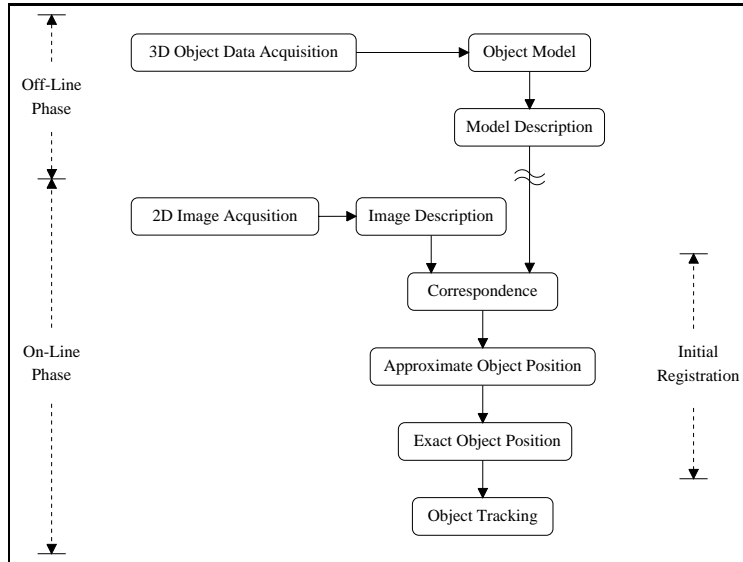 3D Object Data Acquisition
Object Model
Off-Line
Phase
Model Description
2D Image Acqusition
Image Description
Correspondence
On-Line
Phase
Approximate Object Position
Initial
Registration
Exact Object Position
Object Tracking